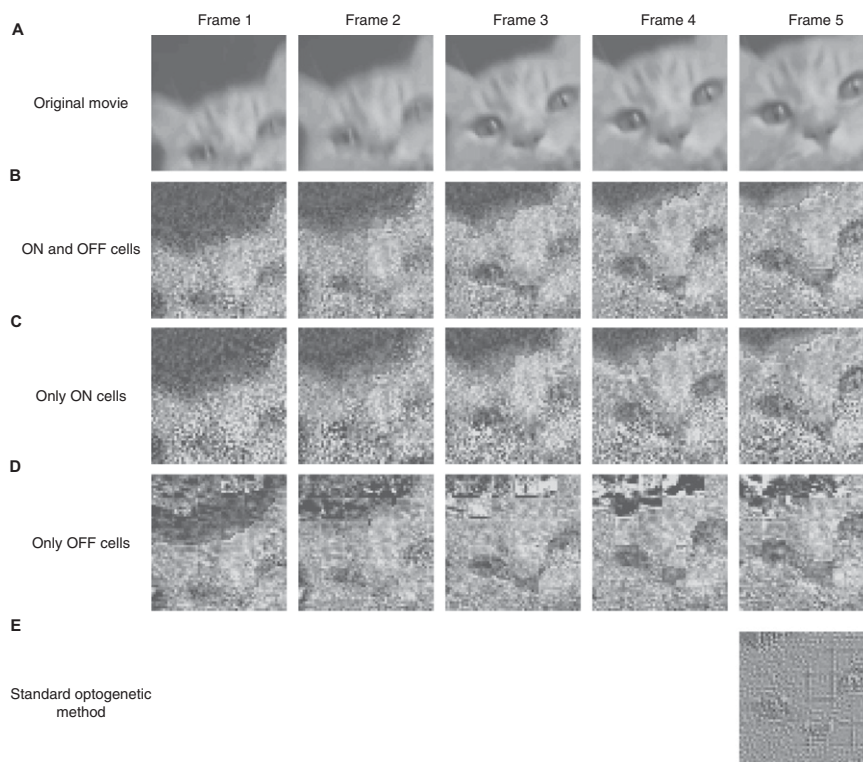 Frame 1 Frame 2 Frame 3 Frame 4 Frame 5
A
Original movie
B
ON and OFF cells
C
Only ON cells
D
Only OFF cells
E
Standard optogenetic
method